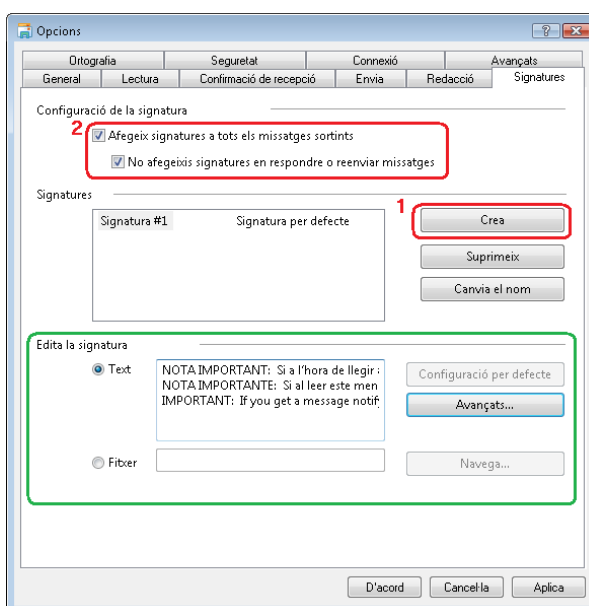 Opcions
Ortografia Seguretat Connexió Avançats
General Lectura Confirmació de recepció Envia Redacció Signatures
Configuració de la signatura
2
Afegeix signatures a tots els missatges sortints
No afegeixis signatures en respondre o reenviar missatges
Signatures
1
Signatura #1 Signatura per defecte
Crea
Suprimeix
Canvia el nom
Edita la signatura
Text
NOTA IMPORTANT: Si a l'hora de llegir
NOTA IMPORTANTE: Si al leer este men
IMPORTANT: If you get a message notif
Configuració per defecte
Avançats...
Fitxer
Navega...
D'acord Cancel·la Aplica